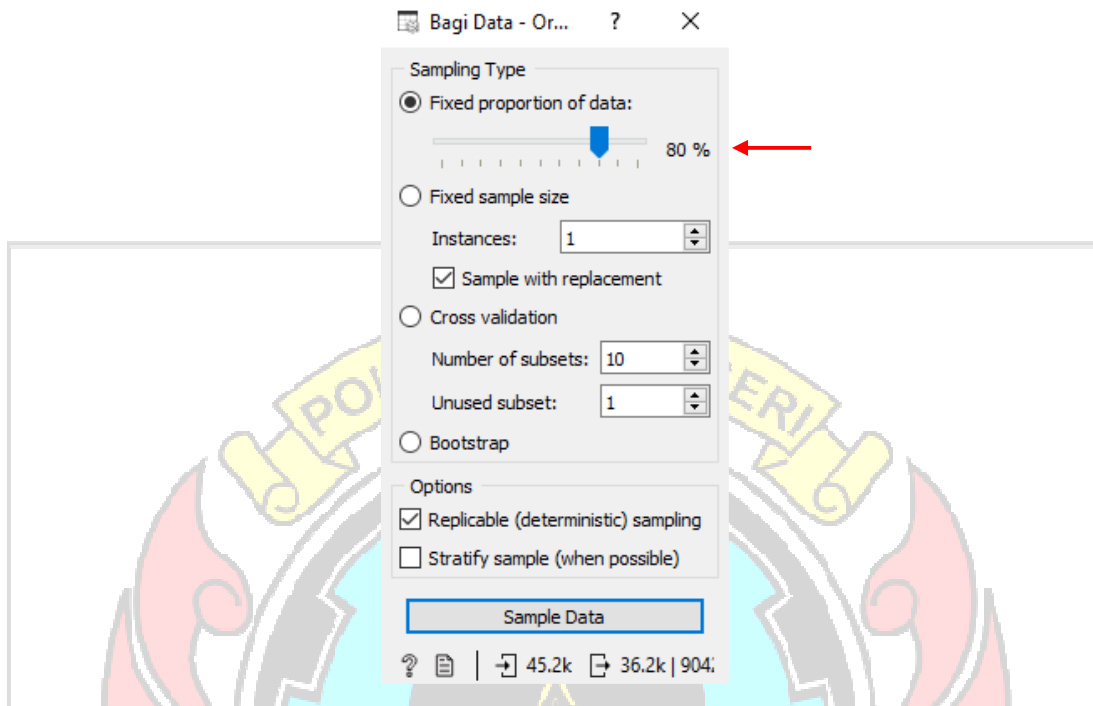 Bagi Data - Or... ?
Sampling Type
Fixed proportion of data:
80 %
Fixed sample size
Instances: 1
Sample with replacement
Cross validation
Number of subsets: 10
Unused subset: 1
Bootstrap
Options
Replicable (deterministic) sampling
Stratify sample (when possible)
Sample Data
? 45.2k 36.2k | 904